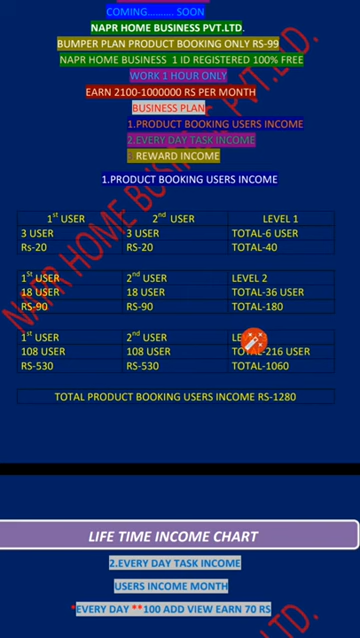 COMING.......... SOON
NAPR HOME BUSINESS PVT.LTD.
BUMPER PLAN PRODUCT BOOKING ONLY RS-99
NAPR HOME BUSINESS 1 ID REGISTERED 100% FREE
WORK 1 HOUR ONLY
EARN 2100-1000000 RS PER MONTH
BUSINESS PLAN
1.PRODUCT BOOKING USERS INCOME
2.EVERY DAY TASK INCOME
3.REWARD INCOME
1.PRODUCT BOOKING USERS INCOME
1st USER 2nd USER LEVEL 1
3 USER 3 USER TOTAL-6 USER
RS-20 RS-20 TOTAL-40
1st USER 2nd USER LEVEL 2
18 USER 18 USER TOTAL-36 USER
RS-90 RS-90 TOTAL-180
1st USER 2nd USER
108 USER 108 USER TOTAL-216 USER
RS-530 RS-530 TOTAL-1060
TOTAL PRODUCT BOOKING USERS INCOME RS-1280
NAPR HOME BUSINESS PVT.LTD.
LIFE TIME INCOME CHART
2.EVERY DAY TASK INCOME
USERS INCOME MONTH
*EVERY DAY **100 ADD VIEW EARN 70 RS
LTD.